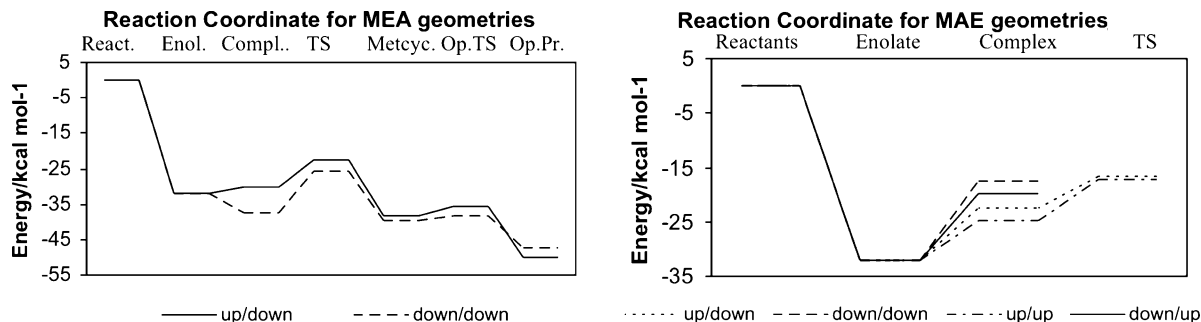 Reaction Coordinate for MEA geometries
React. Enol. Compl.. TS Metcyc. Op.TS Op.Pr.
Energy/kcal mol-1
5
-5
-15
-25
-35
-45
-55
up/down down/down
Reaction Coordinate for MAE geometries
Reactants Enolate Complex TS
Energy/kcal mol-1
5
-5
-15
-25
-35
up/down down/down up/up down/up